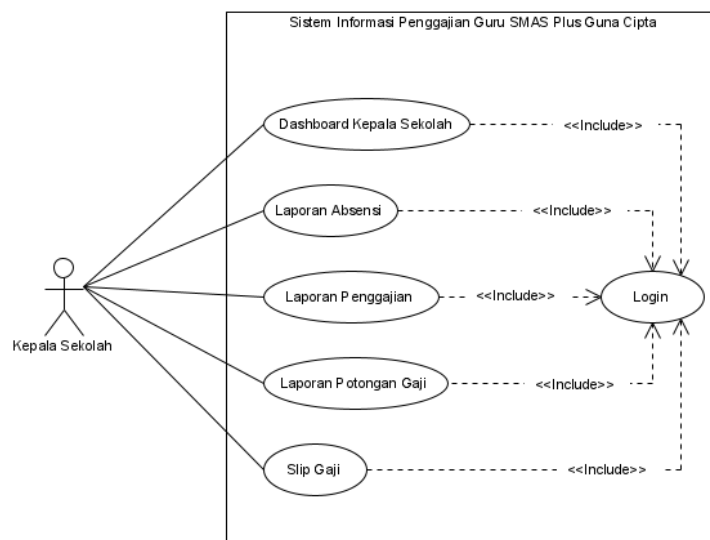 Sistem Informasi Penggajian Guru SMAS Plus Guna Cipta
Dashboard Kepala Sekolah
<<Include>>
Laporan Absensi
<<Include>>
Laporan Penggajian
<<Include>>
Login
Kepala Sekolah
Laporan Potongan Gaji
<<Include>>
Slip Gaji
<<Include>>